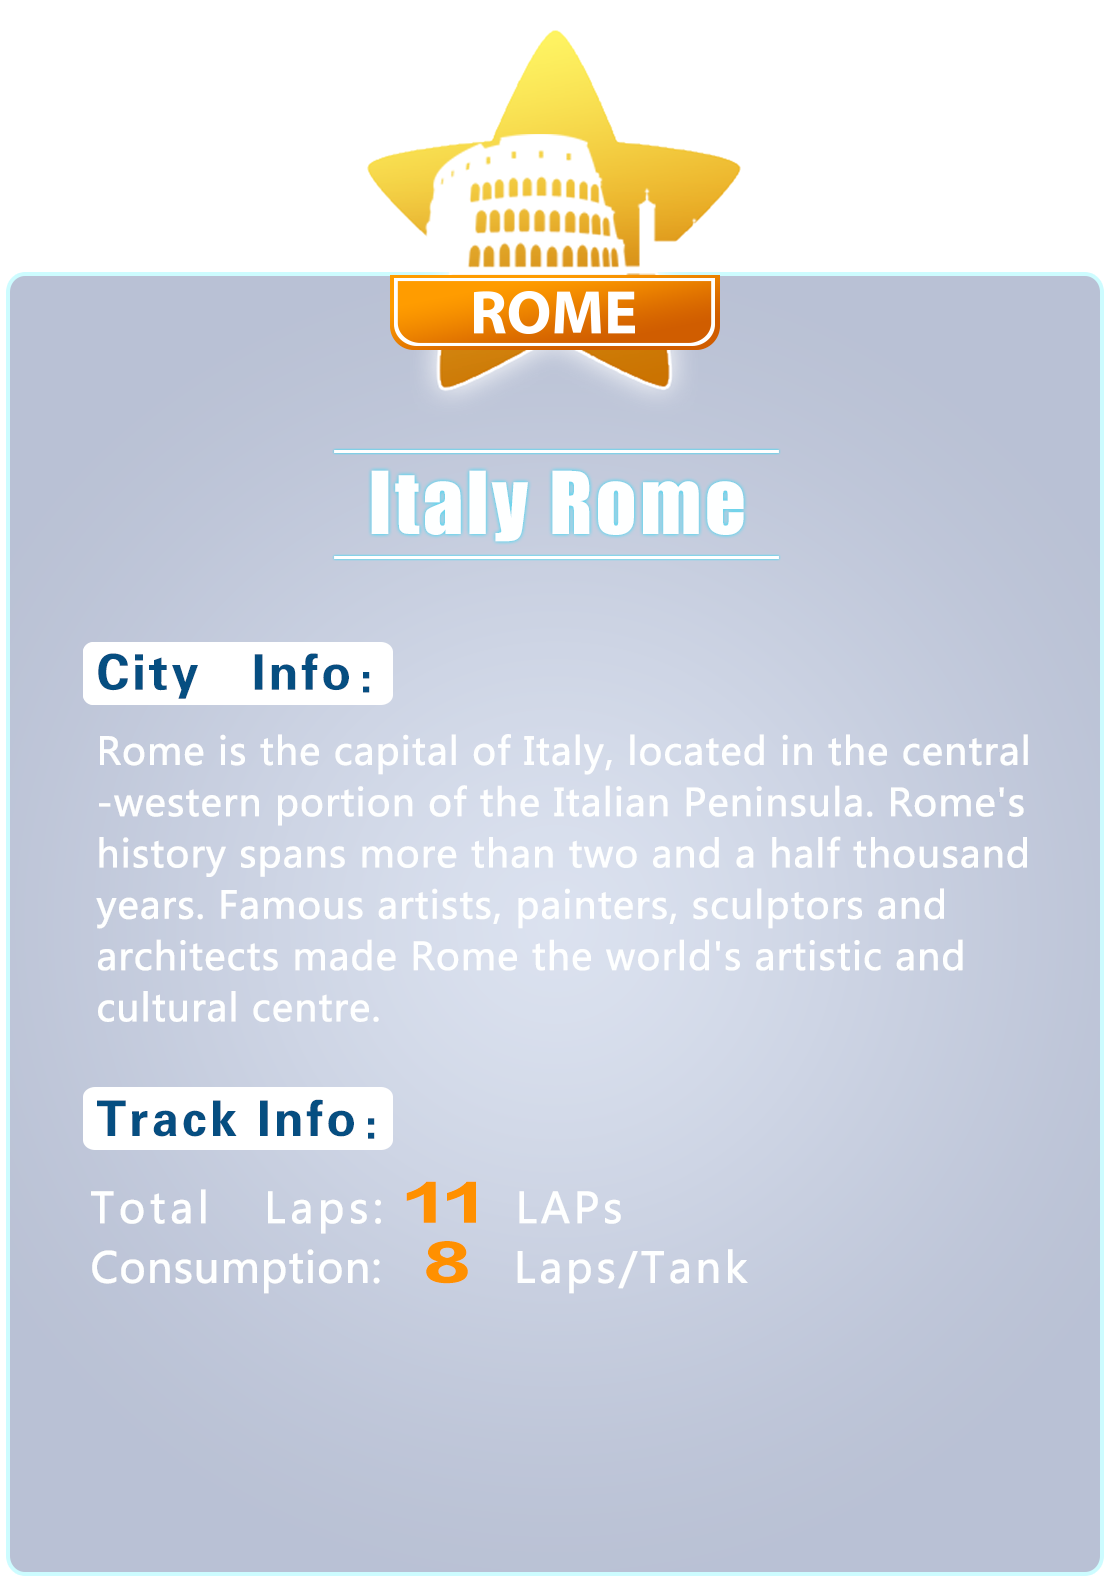 ROME
Italy Rome
City Info:
Rome is the capital of Italy, located in the central
-western portion of the Italian Peninsula. Rome's
history spans more than two and a half thousand
years. Famous artists, painters, sculptors and
architects made Rome the world's artistic and
cultural centre.
Track Info:
Total Laps: 11 LAPs
Consumption: 8 Laps/Tank